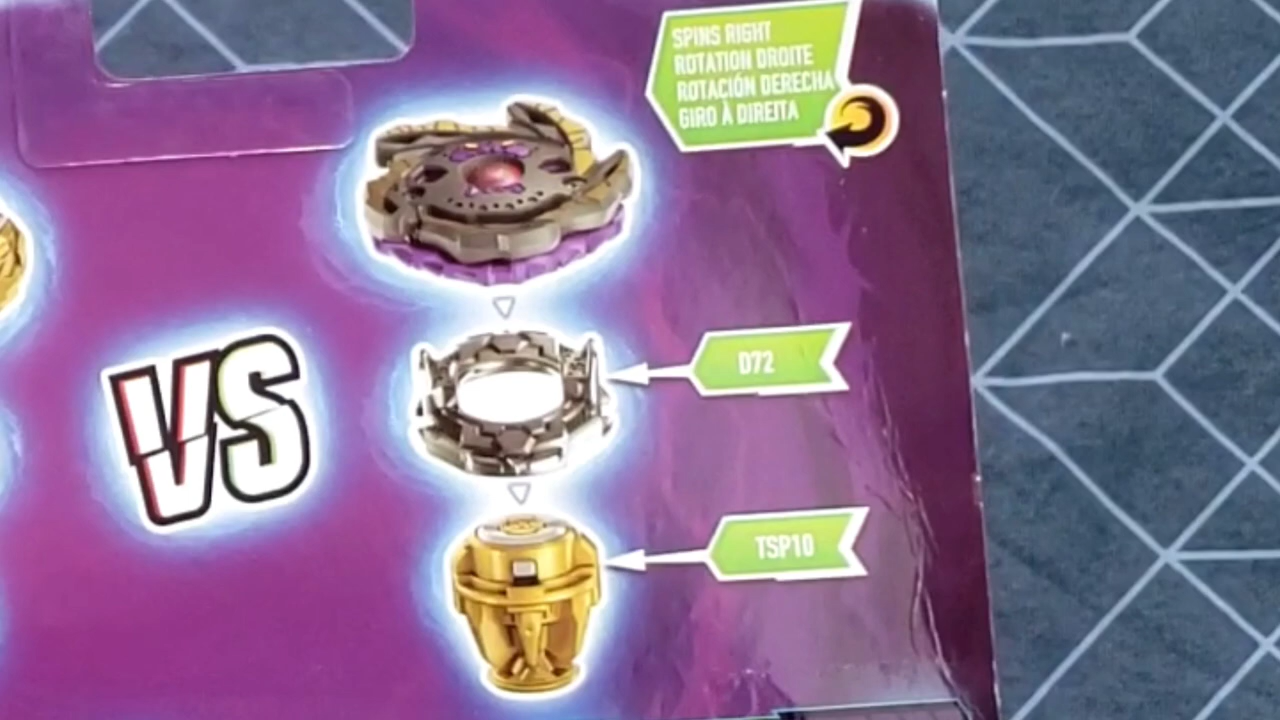 SPINS RIGHT
ROTATION DROITE
ROTACIÓN DERECHA
GIRO À DIREITA
VS
D72
TSP10